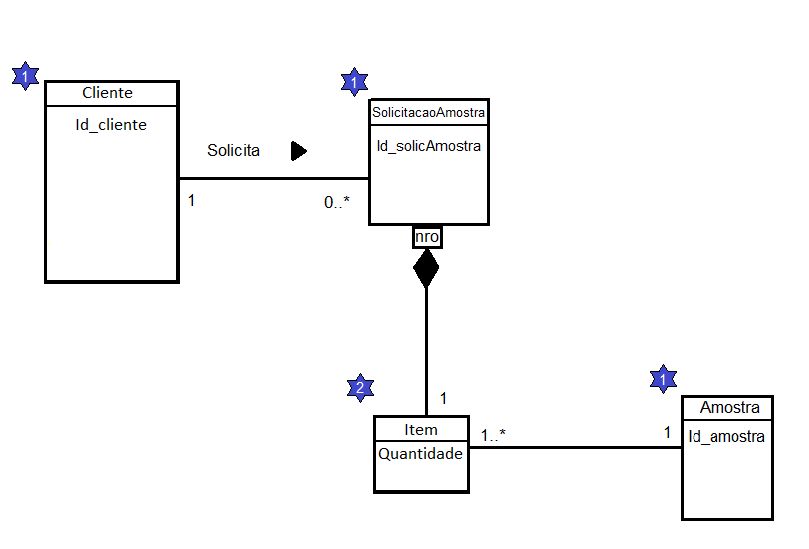 1
Cliente
Id_cliente
Solicita
1
0..*
1
SolicitacaoAmostra
Id_solicAmostra
nro
1
2
Item
Quantidade
1..*
1
1
Amostra
Id_amostra